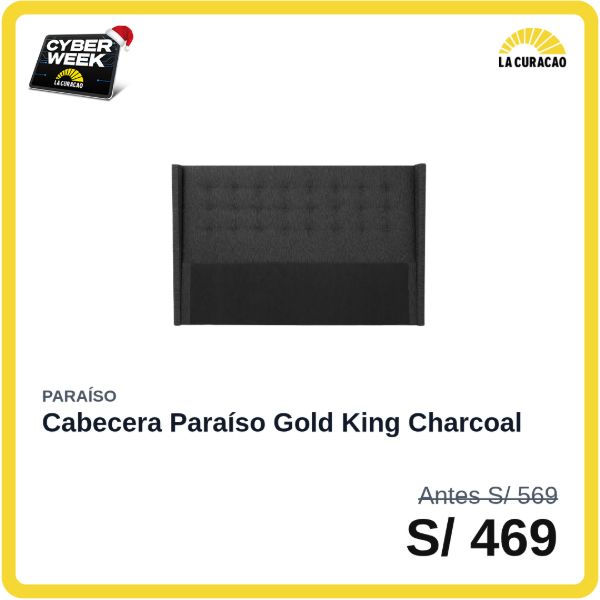 CYBER
WEEK
LA CURACAO
LA CURACAO
PARAÍSO
Cabecera Paraíso Gold King Charcoal
Antes S/ 569
S/ 469